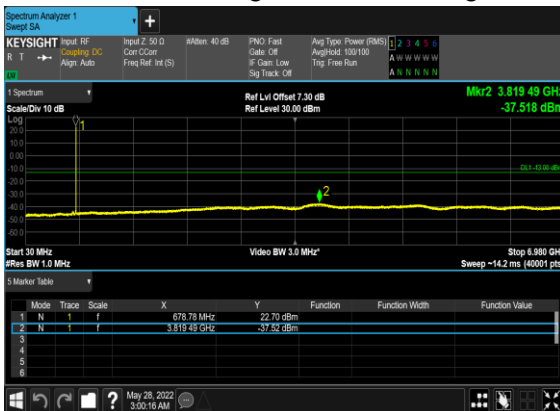 Spectrum Analyzer 1
Swept SA
KEYSIGHT
R T
LV
Input: RF
Coupling: DC
Align: Auto
Input Z: 50 Ω
Corr CCorr
Freq Ref: Int (S)
#Atten: 40 dB
PNO: Fast
Gate: Off
IF Gain: Low
Sig Track: Off
Avg Type: Power (RMS)
Avg|Hold: 100/100
Trig: Free Run
1 2 3 4 5 6
A W W W W W
A N N N N N
1 Spectrum
Scale/Div 10 dB
Ref Lvl Offset 7.30 dB
Ref Level 30.00 dBm
Mkr2 3.819 49 GHz
-37.518 dBm
Log
20.0
10.0
0.00
-10.0
-20.0
-30.0
-40.0
-50.0
-60.0
1
DL1 -13.00 dBm
2
Start 30 MHz
#Res BW 1.0 MHz
Video BW 3.0 MHz*
Stop 6.980 GH
Sweep ~14.2 ms (40001 pts
5 Marker Table
Mode Trace Scale X Y Function Function Width Function Value
1 N 1 f 678.78 MHz 22.70 dBm
2 N 1 f 3.819 49 GHz -37.52 dBm
3
4
5
6
?
May 28, 2022
3:00:16 AM